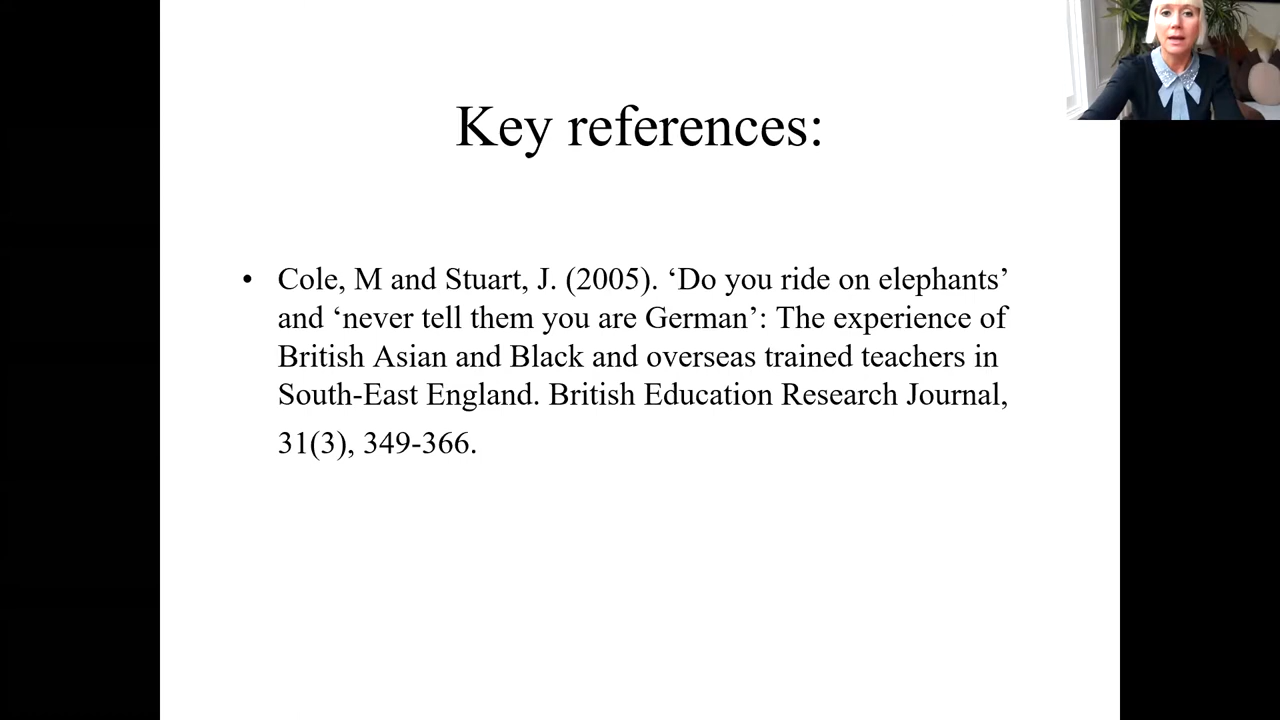 Key references:
• Cole, M and Stuart, J. (2005). ‘Do you ride on elephants’
and ‘never tell them you are German’: The experience of
British Asian and Black and overseas trained teachers in
South-East England. British Education Research Journal,
31(3), 349-366.